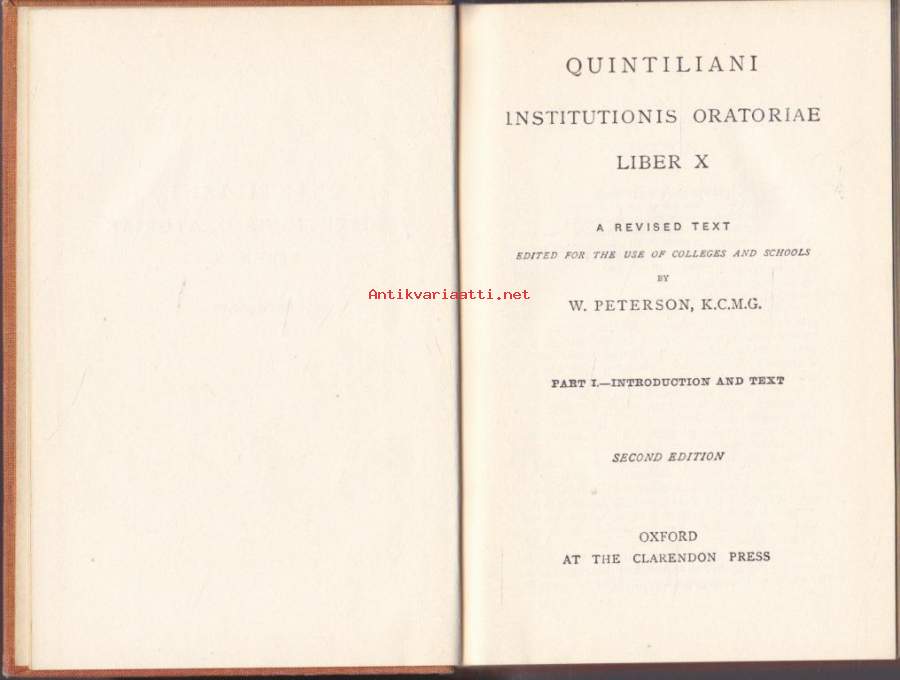 QUINTILIANI
INSTITUTIONIS ORATORIAE
LIBER X
A REVISED TEXT
EDITED FOR THE USE OF COLLEGES AND SCHOOLS
BY
Antikvariaatti.net
W. PETERSON, K.C.M.G.
PART I.—INTRODUCTION AND TEXT
SECOND EDITION
OXFORD
AT THE CLARENDON PRESS